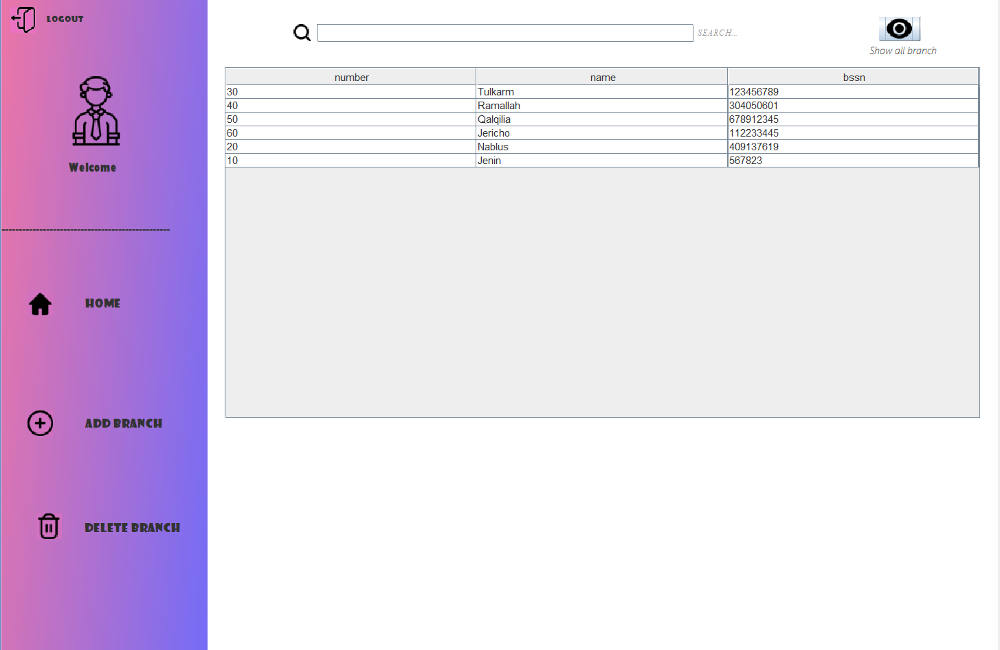 LOGOUT
Welcome
------------------------------------------------
HOME
ADD BRANCH
DELETE BRANCH
SEARCH...
Show all branch
number name bssn
30 Tulkarm 123456789
40 Ramallah 304050601
50 Qalqilia 678912345
60 Jericho 112233445
20 Nablus 409137619
10 Jenin 567823